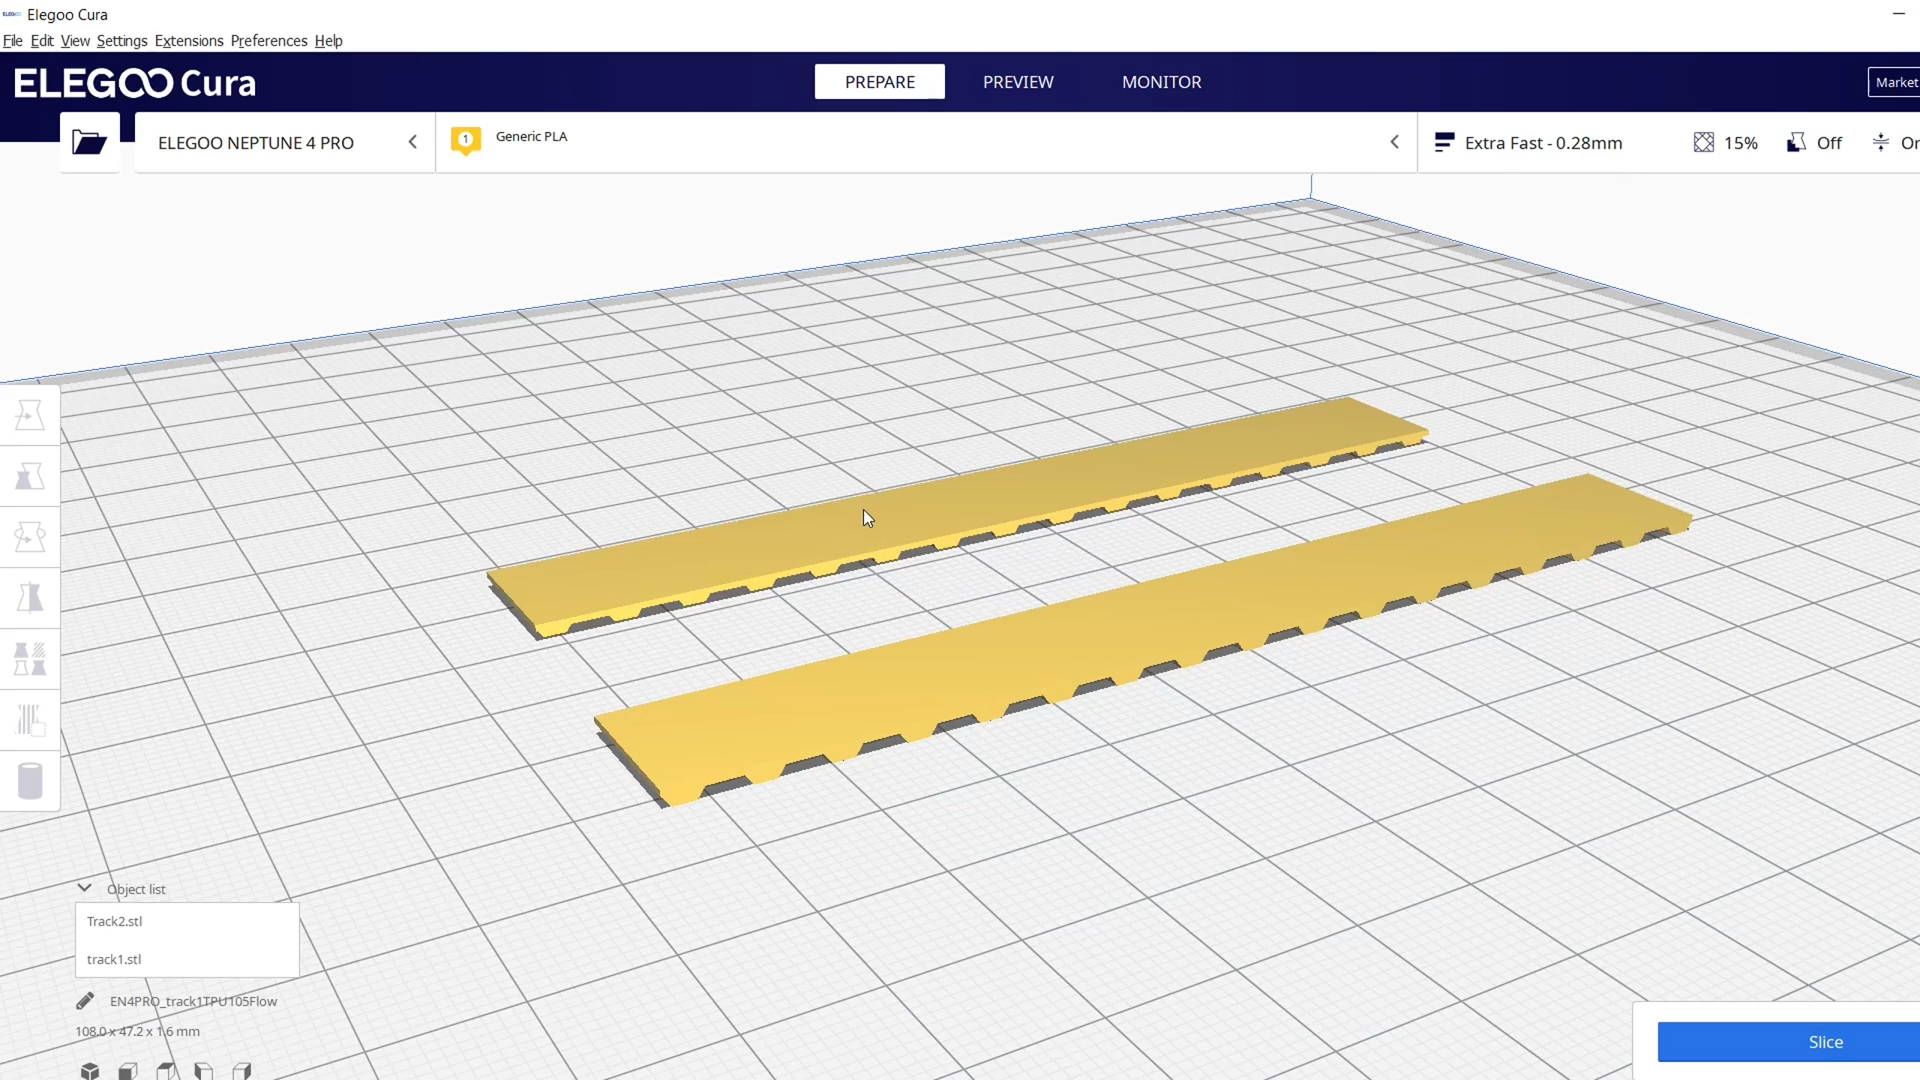 Elegoo Cura
File Edit View Settings Extensions Preferences Help
ELEGOO Cura
PREPARE
PREVIEW
MONITOR
Market
ELEGOO NEPTUNE 4 PRO
1
Generic PLA
Extra Fast - 0.28mm
15%
Off
Or
Object list
Track2.stl
track1.stl
EN4PRO_track1TPU105Flow
108.0 x 47.2 x 1.6 mm
Slice